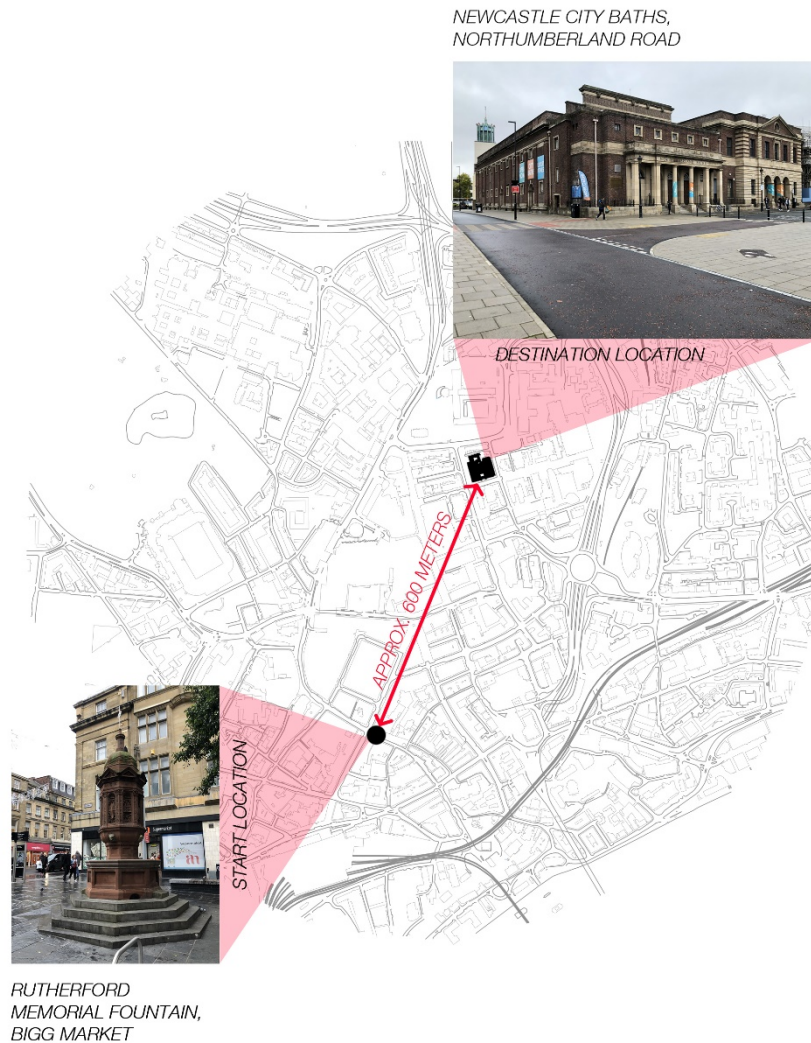 NEWCASTLE CITY BATHS,
NORTHUMBERLAND ROAD
DESTINATION LOCATION
APPROX. 600 METERS
START LOCATION
RUTHERFORD
MEMORIAL FOUNTAIN,
BIGG MARKET